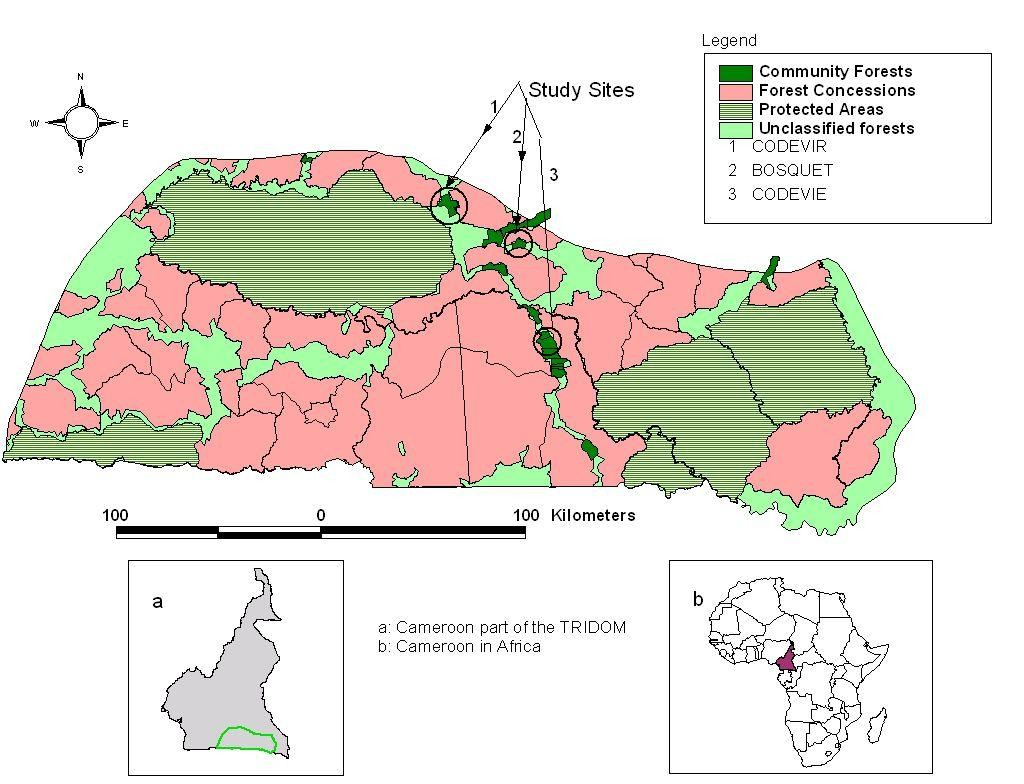 Legend
Community Forests
Forest Concessions
Protected Areas
Unclassified forests
1 CODEVIR
2 BOSQUET
3 CODEVIE
N
W E
S
Study Sites
1
2
3
100 0 100 Kilometers
a
a: Cameroon part of the TRIDOM
b: Cameroon in Africa
b